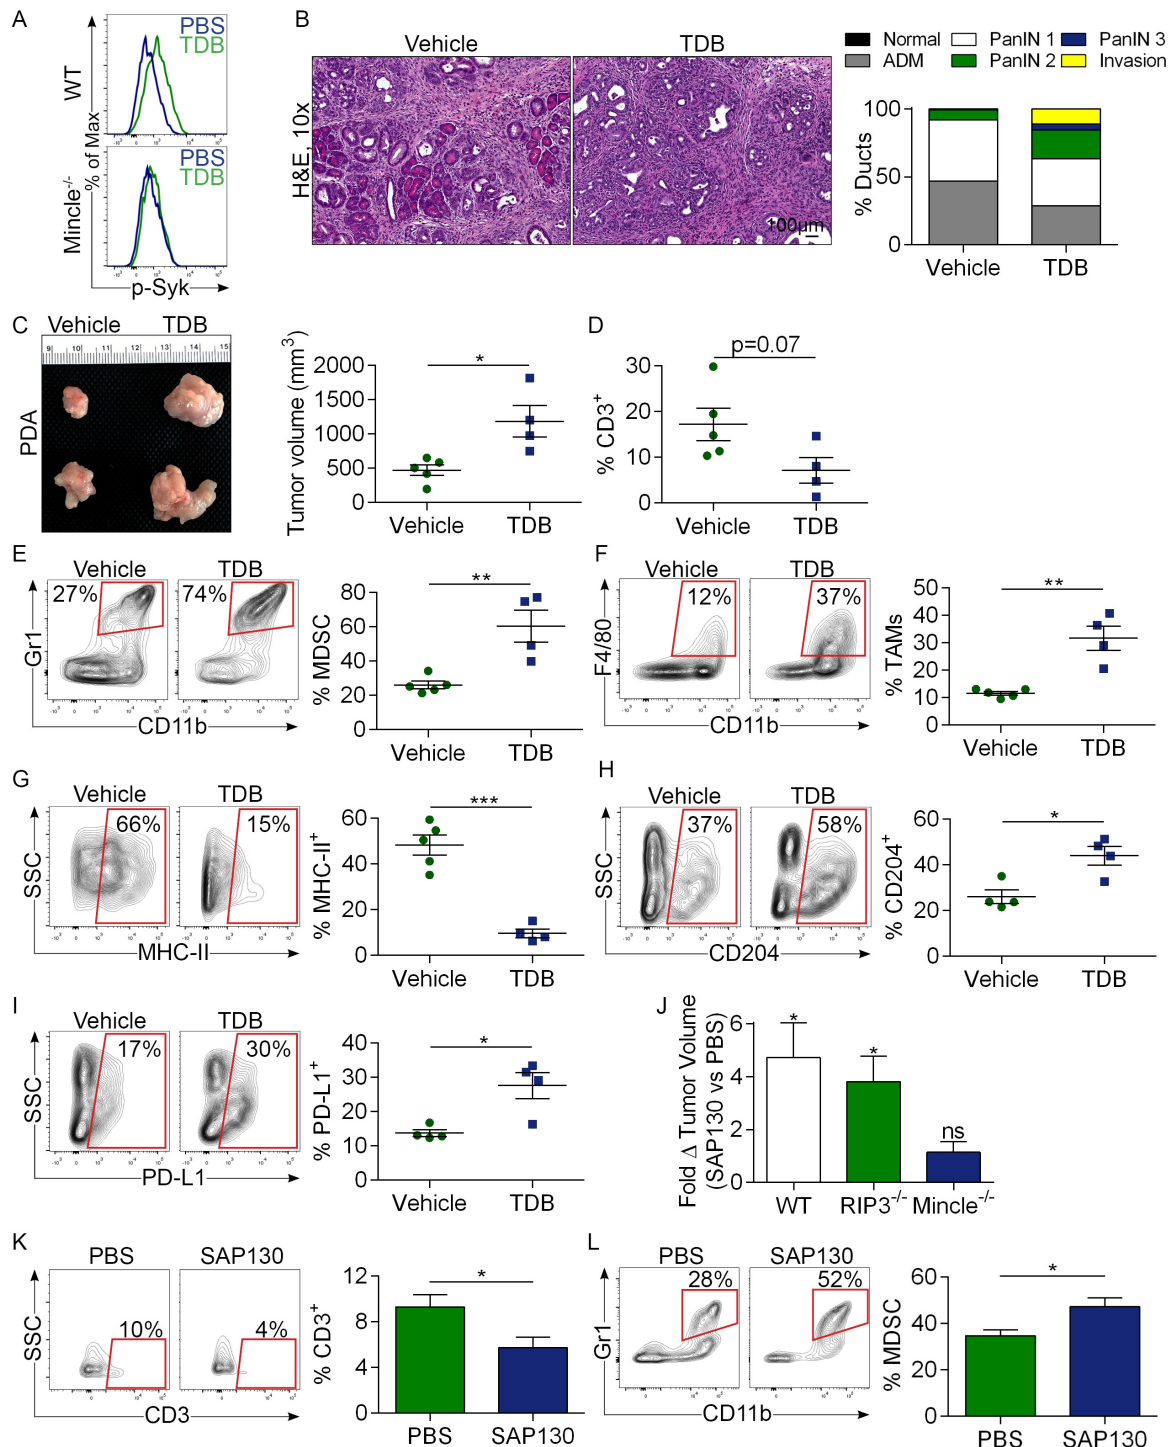 A
PBS
TDB
WT
PBS
TDB
Mincle-/-
% of Max
p-Syk
B
Vehicle
TDB
H&E, 10x
100µm
Normal
PanIN 1
PanIN 3
ADM
PanIN 2
Invasion
100
50
0
% Ducts
Vehicle
TDB
C
Vehicle
TDB
9 10 11 12 13 14 15
PDA
Tumor volume (mm3)
2000
1500
1000
500
0
*
Vehicle
TDB
D
p=0.07
% CD3+
30
20
10
0
Vehicle
TDB
E
Vehicle
TDB
27%
74%
Gr1
CD11b
% MDSC
80
60
40
20
0
**
Vehicle
TDB
F
Vehicle
TDB
12%
37%
F4/80
CD11b
% TAMs
50
40
30
20
10
0
**
Vehicle
TDB
G
Vehicle
TDB
66%
15%
SSC
MHC-II
% MHC-II+
60
40
20
0
***
Vehicle
TDB
H
Vehicle
TDB
37%
58%
SSC
CD204
% CD204+
60
40
20
0
*
Vehicle
TDB
I
Vehicle
TDB
17%
30%
SSC
PD-L1
% PD-L1+
40
30
20
10
0
*
Vehicle
TDB
J
Fold Δ Tumor Volume
(SAP130 vs PBS)
6
4
2
0
*
*
ns
WT
RIP3-/-
Mincle-/-
K
PBS
SAP130
10%
4%
SSC
CD3
% CD3+
12
8
4
0
*
PBS
SAP130
L
PBS
SAP130
28%
52%
Gr1
CD11b
% MDSC
60
40
20
0
*
PBS
SAP130